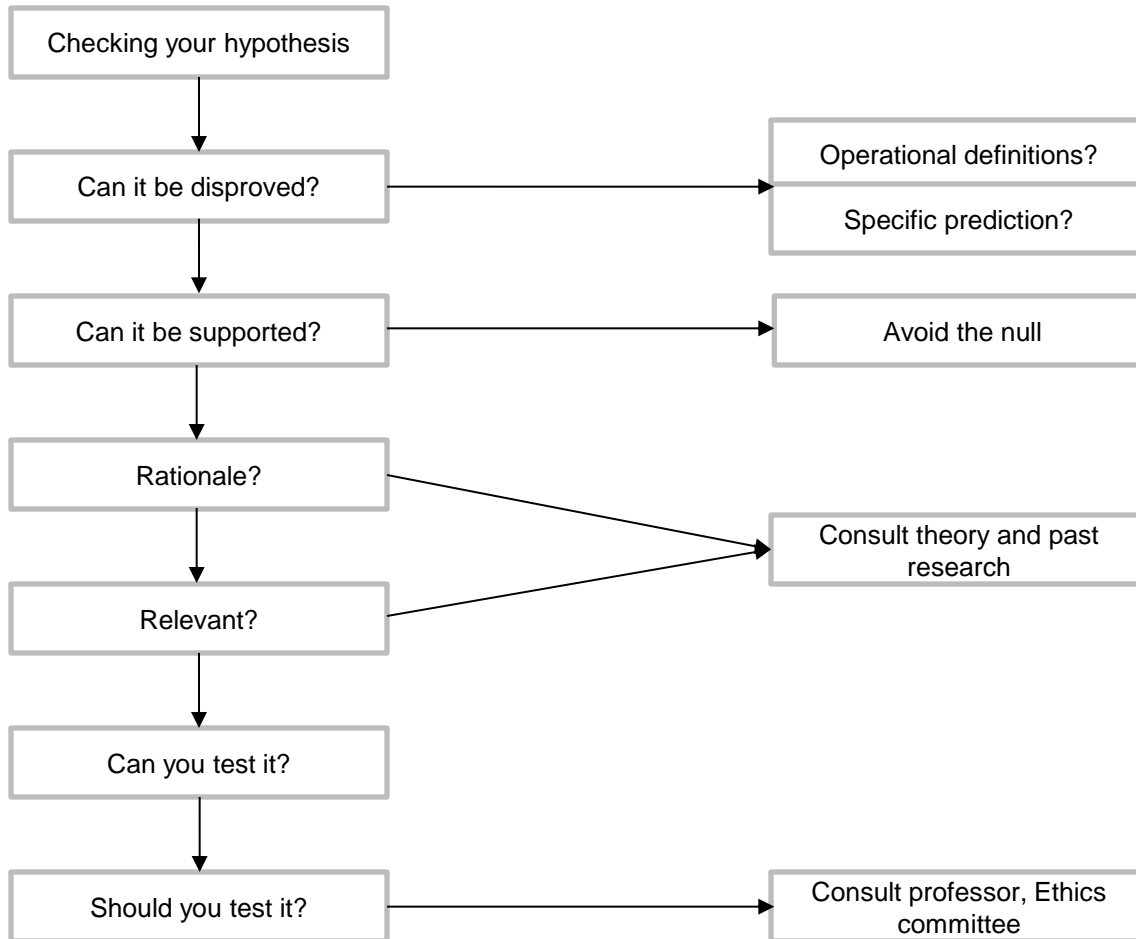 Checking your hypothesis
Operational definitions?
Can it be disproved?
Specific prediction?
Can it be supported?
Avoid the null
Rationale?
Consult theory and past
research
Relevant?
Can you test it?
Should you test it?
Consult professor, Ethics
committee